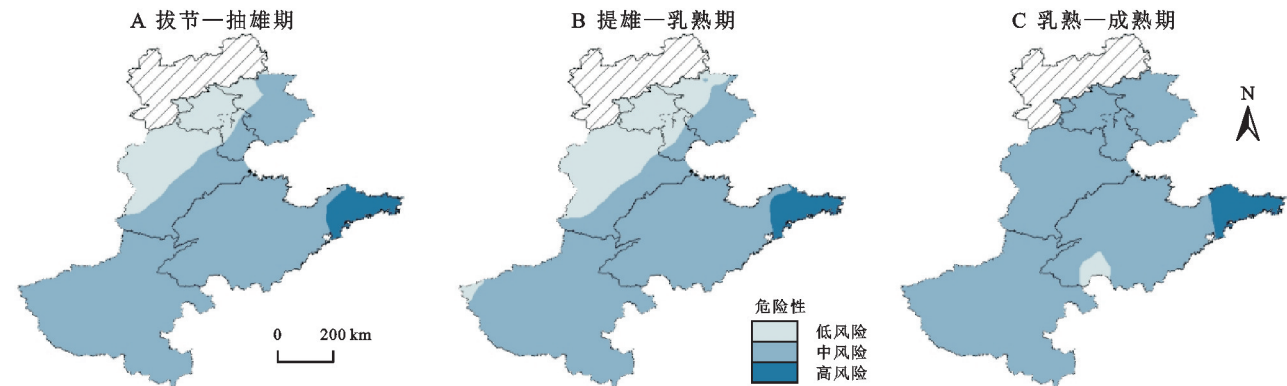 A 拔节—抽雄期
B 提雄—乳熟期
C 乳熟—成熟期
N
0 200 km
危险性
低风险
中风险
高风险